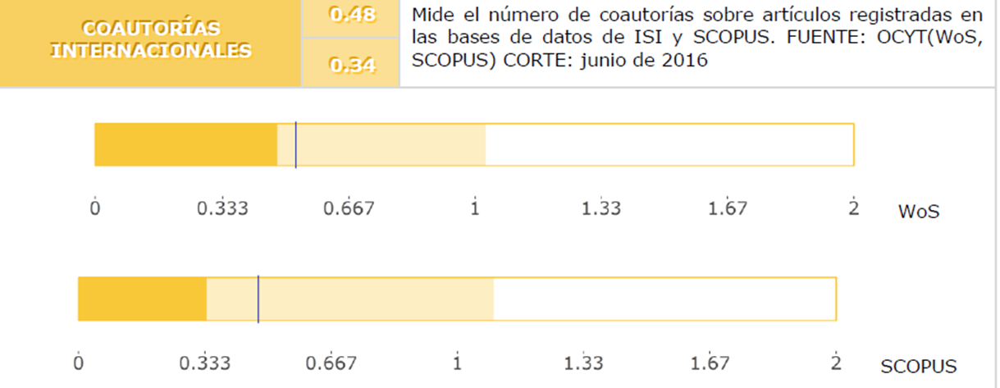 COAUTORÍAS
INTERNACIONALES
0.48
0.34
Mide el número de coautorías sobre artículos registradas en
las bases de datos de ISI y SCOPUS. FUENTE: OCYT(WoS,
SCOPUS) CORTE: junio de 2016
0 0.333 0.667 1 1.33 1.67 2 WoS
0 0.333 0.667 1 1.33 1.67 2 SCOPUS